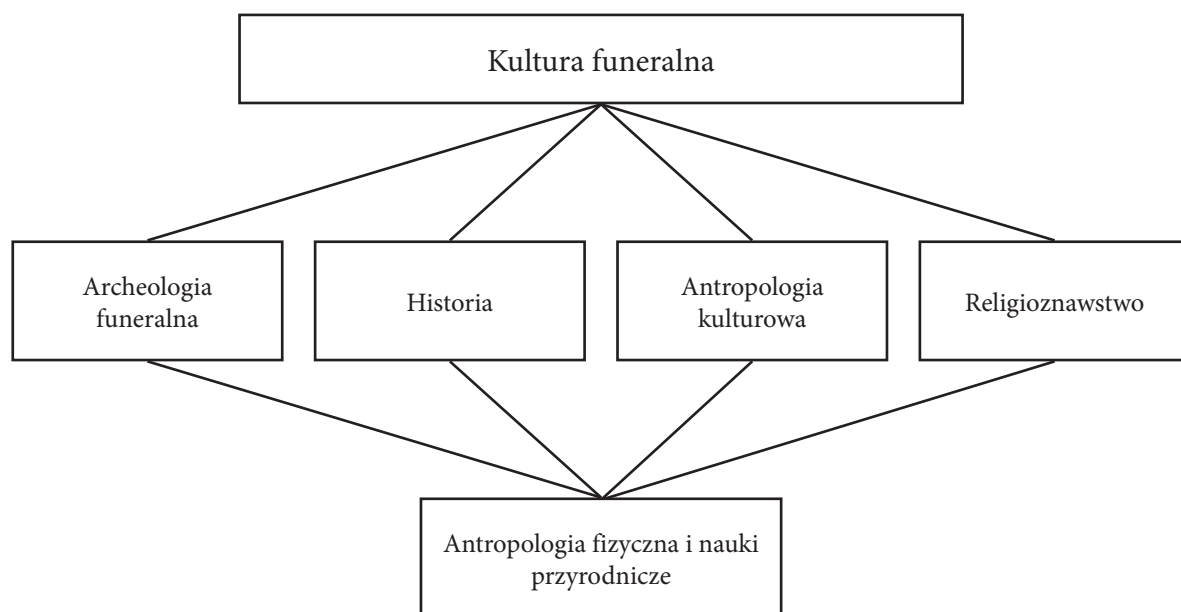 Kultura funeralna
Archeologia
funeralna
Historia
Antropologia
kulturowa
Religioznawstwo
Antropologia fizyczna i nauki
przyrodnicze